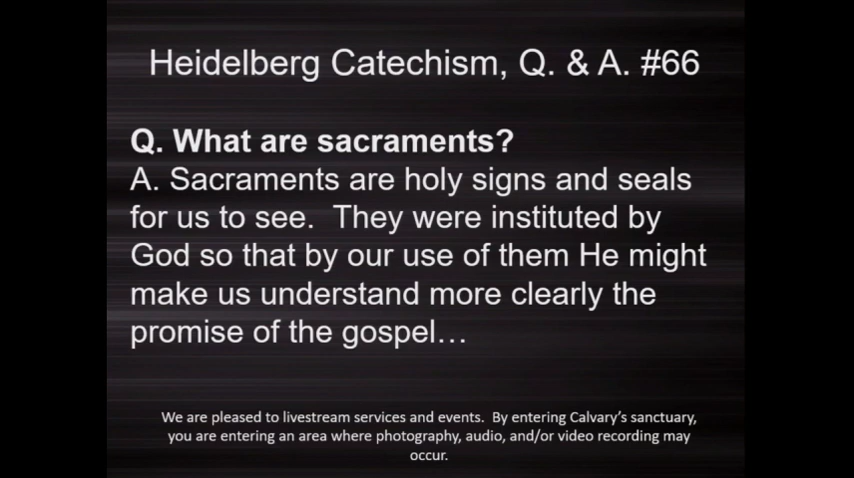 Heidelberg Catechism, Q. & A. #66
Q. What are sacraments?
A. Sacraments are holy signs and seals
for us to see.  They were instituted by
God so that by our use of them He might
make us understand more clearly the
promise of the gospel…
We are pleased to livestream services and events.  By entering Calvary's sanctuary,
you are entering an area where photography, audio, and/or video recording may
occur.